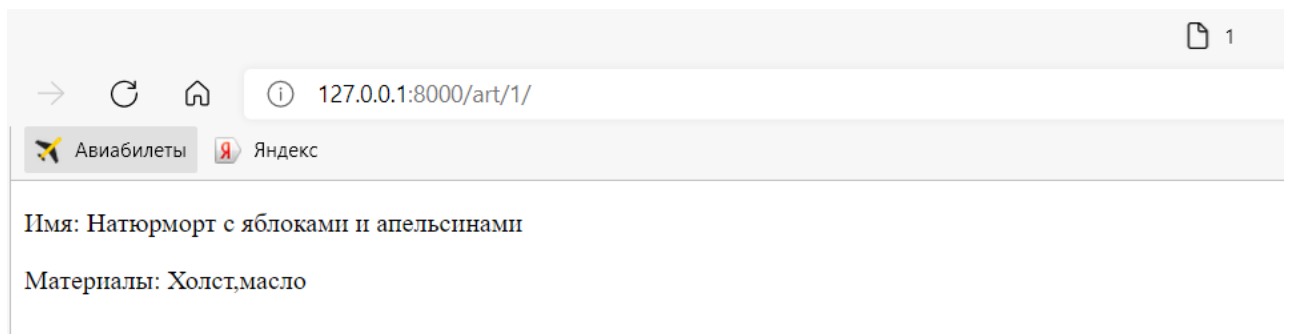 1
127.0.0.1:8000/art/1/
Авиабилеты Я Яндекс
Имя: Натюрморт с яблоками и апельсинами
Материалы: Холст,масло